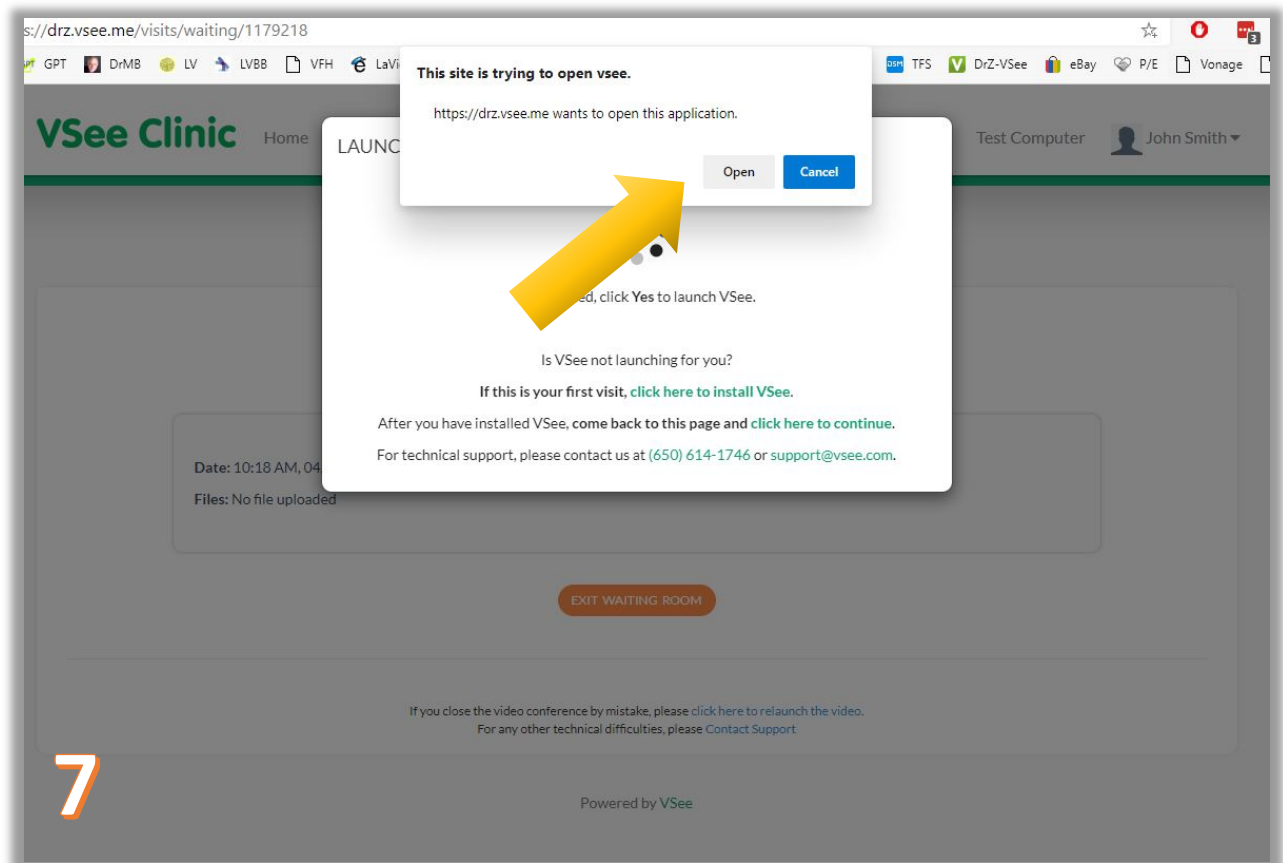 s://drz.vsee.me/visits/waiting/1179218
GPT DrMB LV LVBB VFH TFS DrZ-VSee eBay P/E Vonage
3
This site is trying to open vsee.
https://drz.vsee.me wants to open this application.
Open Cancel
VSee Clinic Home Test Computer John Smith
click Yes to launch VSee.
Is VSee not launching for you?
If this is your first visit, click here to install VSee.
After you have installed VSee, come back to this page and click here to continue.
For technical support, please contact us at (650) 614-1746 or support@vsee.com.
Date: 10:18 AM, 04
Files: No file uploaded
EXIT WAITING ROOM
If you close the video conference by mistake, please click here to relaunch the video.
For any other technical difficulties, please Contact Support
7
Powered by VSee